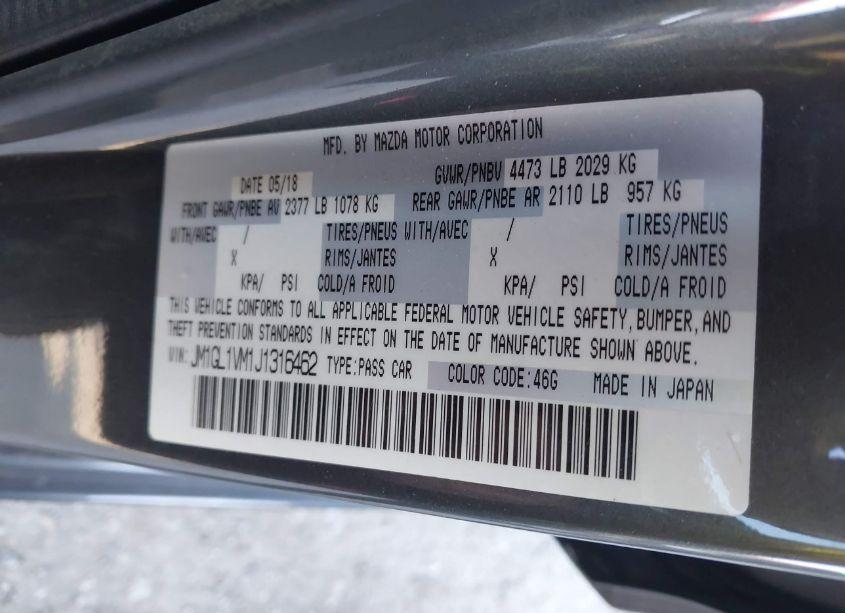 MFD. BY MAZDA MOTOR CORPORATION
DATE 05/18 GVWR/PNBV 4473 LB 2029 KG
FRONT GAWR/PNBE AV 2377 LB 1078 KG REAR GAWR/PNBE AR 2110 LB 957 KG
WITH/AVEC / TIRES/PNEUS WITH/AVEC / TIRES/PNEUS
X RIMS/JANTES X RIMS/JANTES
KPA/ PSI COLD/A FROID KPA/ PSI COLD/A FROID
THIS VEHICLE CONFORMS TO ALL APPLICABLE FEDERAL MOTOR VEHICLE SAFETY, BUMPER, AND
THEFT PREVENTION STANDARDS IN EFFECT ON THE DATE OF MANUFACTURE SHOWN ABOVE.
VIN: JM1GL1VM1J1316462 TYPE:PASS CAR COLOR CODE:46G MADE IN JAPAN